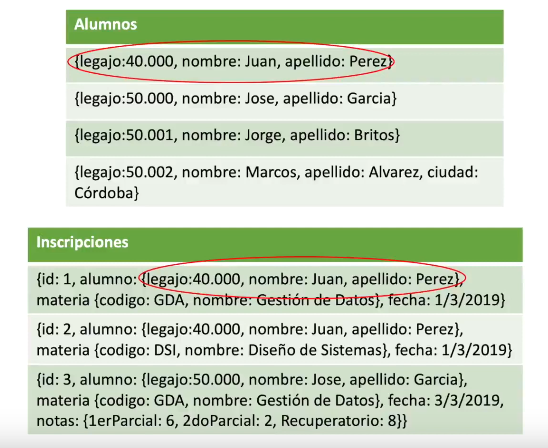 Alumnos
{legajo:40.000, nombre: Juan, apellido: Perez}
{legajo:50.000, nombre: Jose, apellido: Garcia}
{legajo:50.001, nombre: Jorge, apellido: Britos}
{legajo:50.002, nombre: Marcos, apellido: Alvarez, ciudad:
Córdoba}
Inscripciones
{id: 1, alumno: {legajo:40.000, nombre: Juan, apellido: Perez},
materia {codigo: GDA, nombre: Gestión de Datos}, fecha: 1/3/2019}
{id: 2, alumno: {legajo:40.000, nombre: Juan, apellido: Perez},
materia {codigo: DSI, nombre: Diseño de Sistemas}, fecha: 1/3/2019}
{id: 3, alumno: {legajo:50.000, nombre: Jose, apellido: Garcia},
materia {codigo: GDA, nombre: Gestión de Datos}, fecha: 3/3/2019,
notas: {1erParcial: 6, 2doParcial: 2, Recuperatorio: 8}}